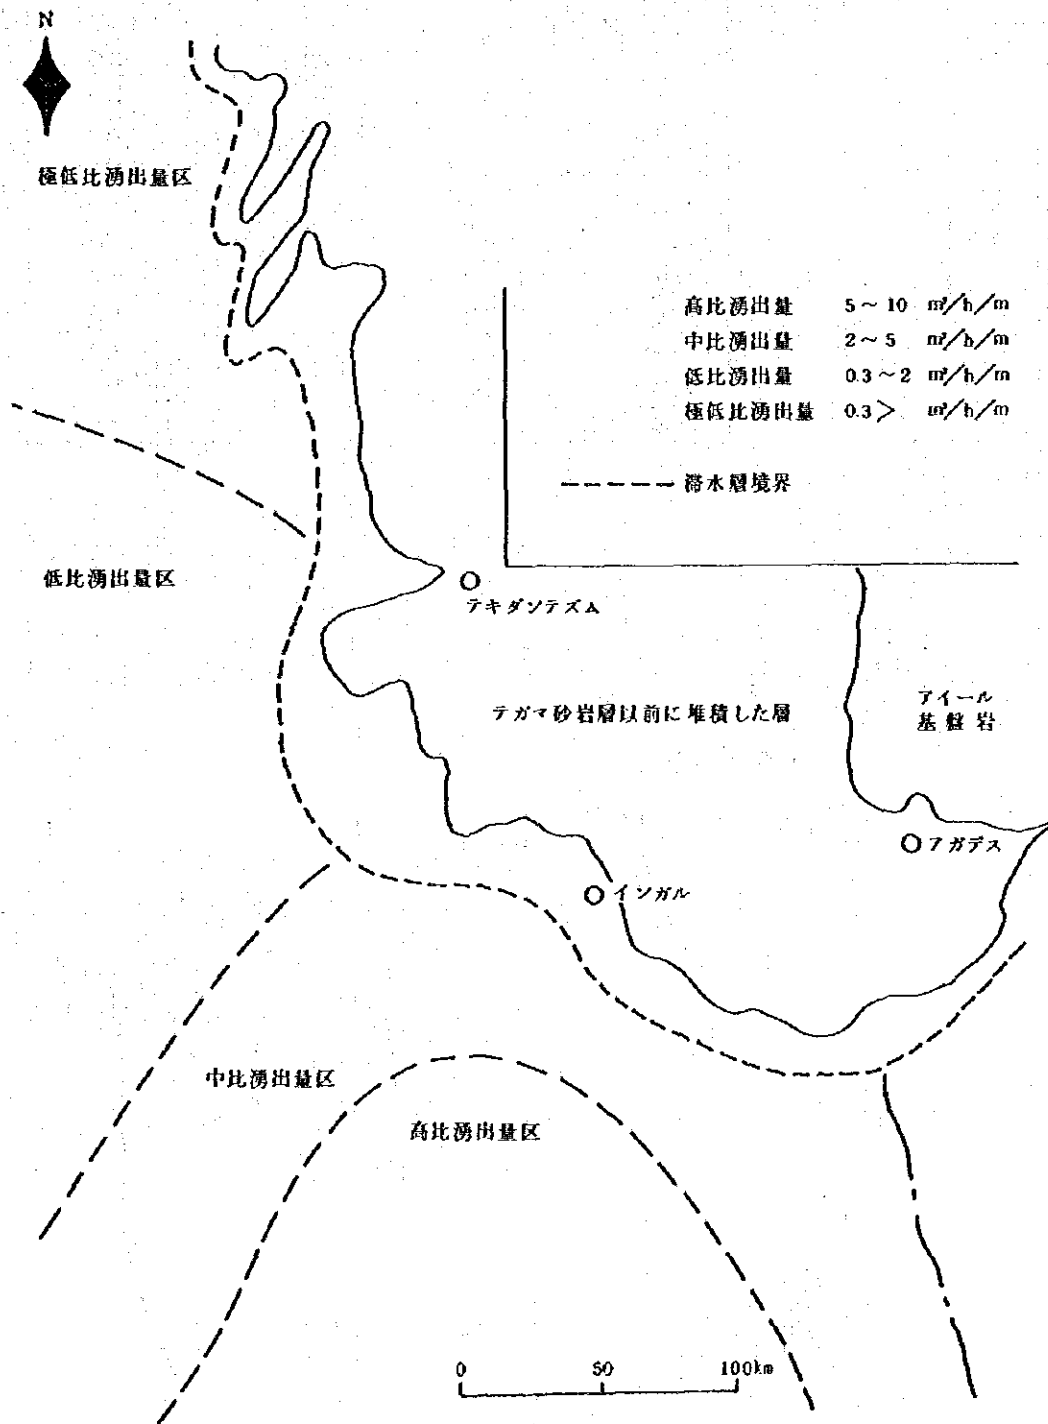 N
極低比湧出量区
高比湧出量 5～10 m³/h/m
中比湧出量 2～5 m³/h/m
低比湧出量 0.3～2 m³/h/m
極低比湧出量 0.3＞ m³/h/m
滞水層境界
低比湧出量区
テキダンテズム
テガマ砂岩層以前に堆積した層
アイール
基盤岩
アガデス
インガル
中比湧出量区
高比湧出量区
0 50 100km